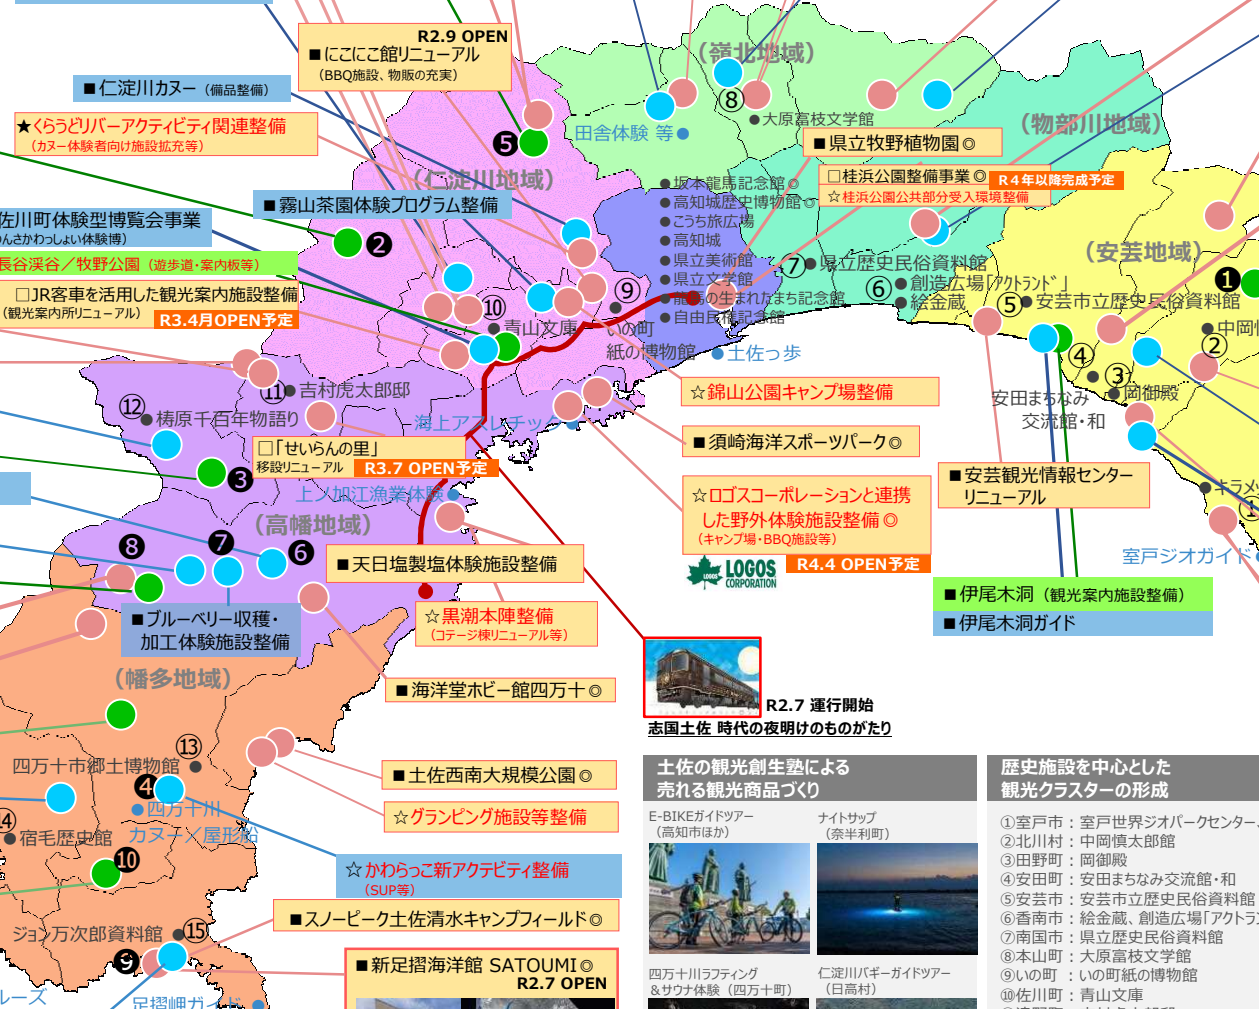 R2.9 OPEN
■にこにこ館リニューアル
（BBQ施設、物販の充実）
■仁淀川カヌー（備品整備）
★くらうどリバーアクティビティ関連整備
（カヌー体験者向け施設拡充等）
❺
（仁淀川地域）
（嶺北地域）
⑧
●大原富枝文学館
田舎体験 等●
（物部川地域）
■県立牧野植物園◎
□桂浜公園整備事業◎
R４年以降完成予定
☆桂浜公園公共部分受入環境整備
■霧山茶園体験プログラム整備
佐川町体験型博覧会事業
んさかわっしょい体験博）
❷
長谷渓谷／牧野公園（遊歩道・案内板等）
□JR客車を活用した観光案内施設整備
（観光案内所リニューアル）
R3.4月OPEN予定
●坂本龍馬記念館◎
●高知城歴史博物館◎
●こうち旅広場
●高知城
●県立美術館
●県立文学館
●龍馬の生まれたまち記念館
●自由民権記念館
（安芸地域）
❶
⑦●県立歴史民俗資料館
⑥●創造広場｢アクトランド｣
●絵金蔵
⑤●安芸市立歴史民俗資料館
●中岡慎
②
⑩
●青山文庫
⑨
●いの町
紙の博物館
●土佐っ歩
④
③
●岡御殿
安田まちなみ
交流館・和
⑪●吉村虎太郎邸
⑫●梼原千百年物語り
❸
海上アスレチック●
☆錦山公園キャンプ場整備
□「せいらんの里」
移設リニューアル
R3.7 OPEN予定
■須崎海洋スポーツパーク◎
■安芸観光情報センター
リニューアル
●キラメッ
上ノ加江漁業体験●
（高幡地域）
☆ロゴスコーポレーションと連携
した野外体験施設整備◎
（キャンプ場・BBQ施設等）
LOGOS
LOGOS
CORPORATION
R4.4 OPEN予定
室戸ジオガイド●
❽
❼
❻
■天日塩製塩体験施設整備
■伊尾木洞（観光案内施設整備）
■伊尾木洞ガイド
■ブルーベリー収穫・
加工体験施設整備
☆黒潮本陣整備
（コテージ棟リニューアル等）
（幡多地域）
■海洋堂ホビー館四万十◎
R2.7 運行開始
志国土佐 時代の夜明けのものがたり
⑬
四万十市郷土博物館●
■土佐西南大規模公園◎
❹
●四万十川
カヌー／屋形船
☆グランピング施設等整備
⑭
●宿毛歴史館
❿
☆かわらっこ新アクテビティ整備
（SUP等）
■スノーピーク土佐清水キャンプフィールド◎
ジョン万次郎資料館●⑮
❾
■新足摺海洋館 SATOUMI◎
R2.7 OPEN
ルーズ
足摺岬ガイド●
土佐の観光創生塾による
売れる観光商品づくり
E-BIKEガイドツアー
（高知市ほか）
ナイトサップ
（奈半利町）
四万十川ラフティング
＆サウナ体験（四万十町）
仁淀川バギーガイドツアー
（日高村）
歴史施設を中心とした
観光クラスターの形成
①室戸市：室戸世界ジオパークセンター、
②北川村：中岡慎太郎館
③田野町：岡御殿
④安田町：安田まちなみ交流館・和
⑤安芸市：安芸市立歴史民俗資料館
⑥香南市：絵金蔵、創造広場｢アクトラン
⑦南国市：県立歴史民俗資料館
⑧本山町：大原富枝文学館
⑨いの町 ：いの町紙の博物館
⑩佐川町：青山文庫